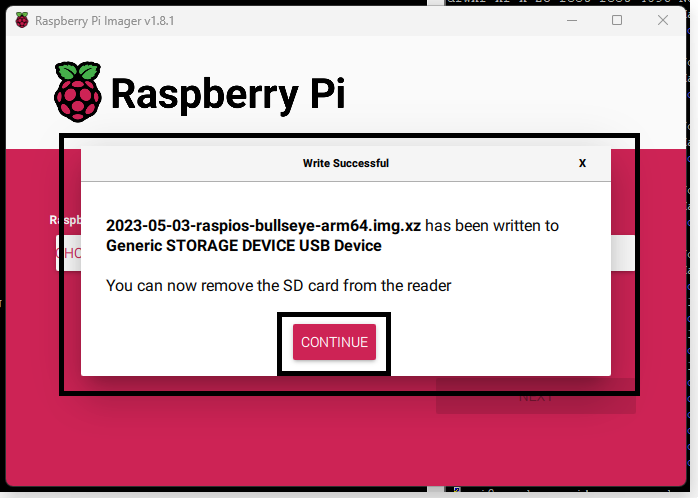 Raspberry Pi Imager v1.8.1
Raspberry Pi
Write Successful
X
Raspb
CHO
2023-05-03-raspios-bullseye-arm64.img.xz has been written to
Generic STORAGE DEVICE USB Device
You can now remove the SD card from the reader
CONTINUE
NEXT